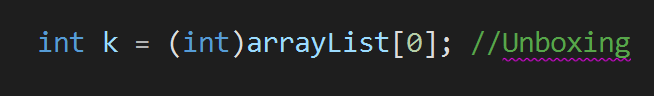 int k = (int)arrayList[0]; //Unboxing